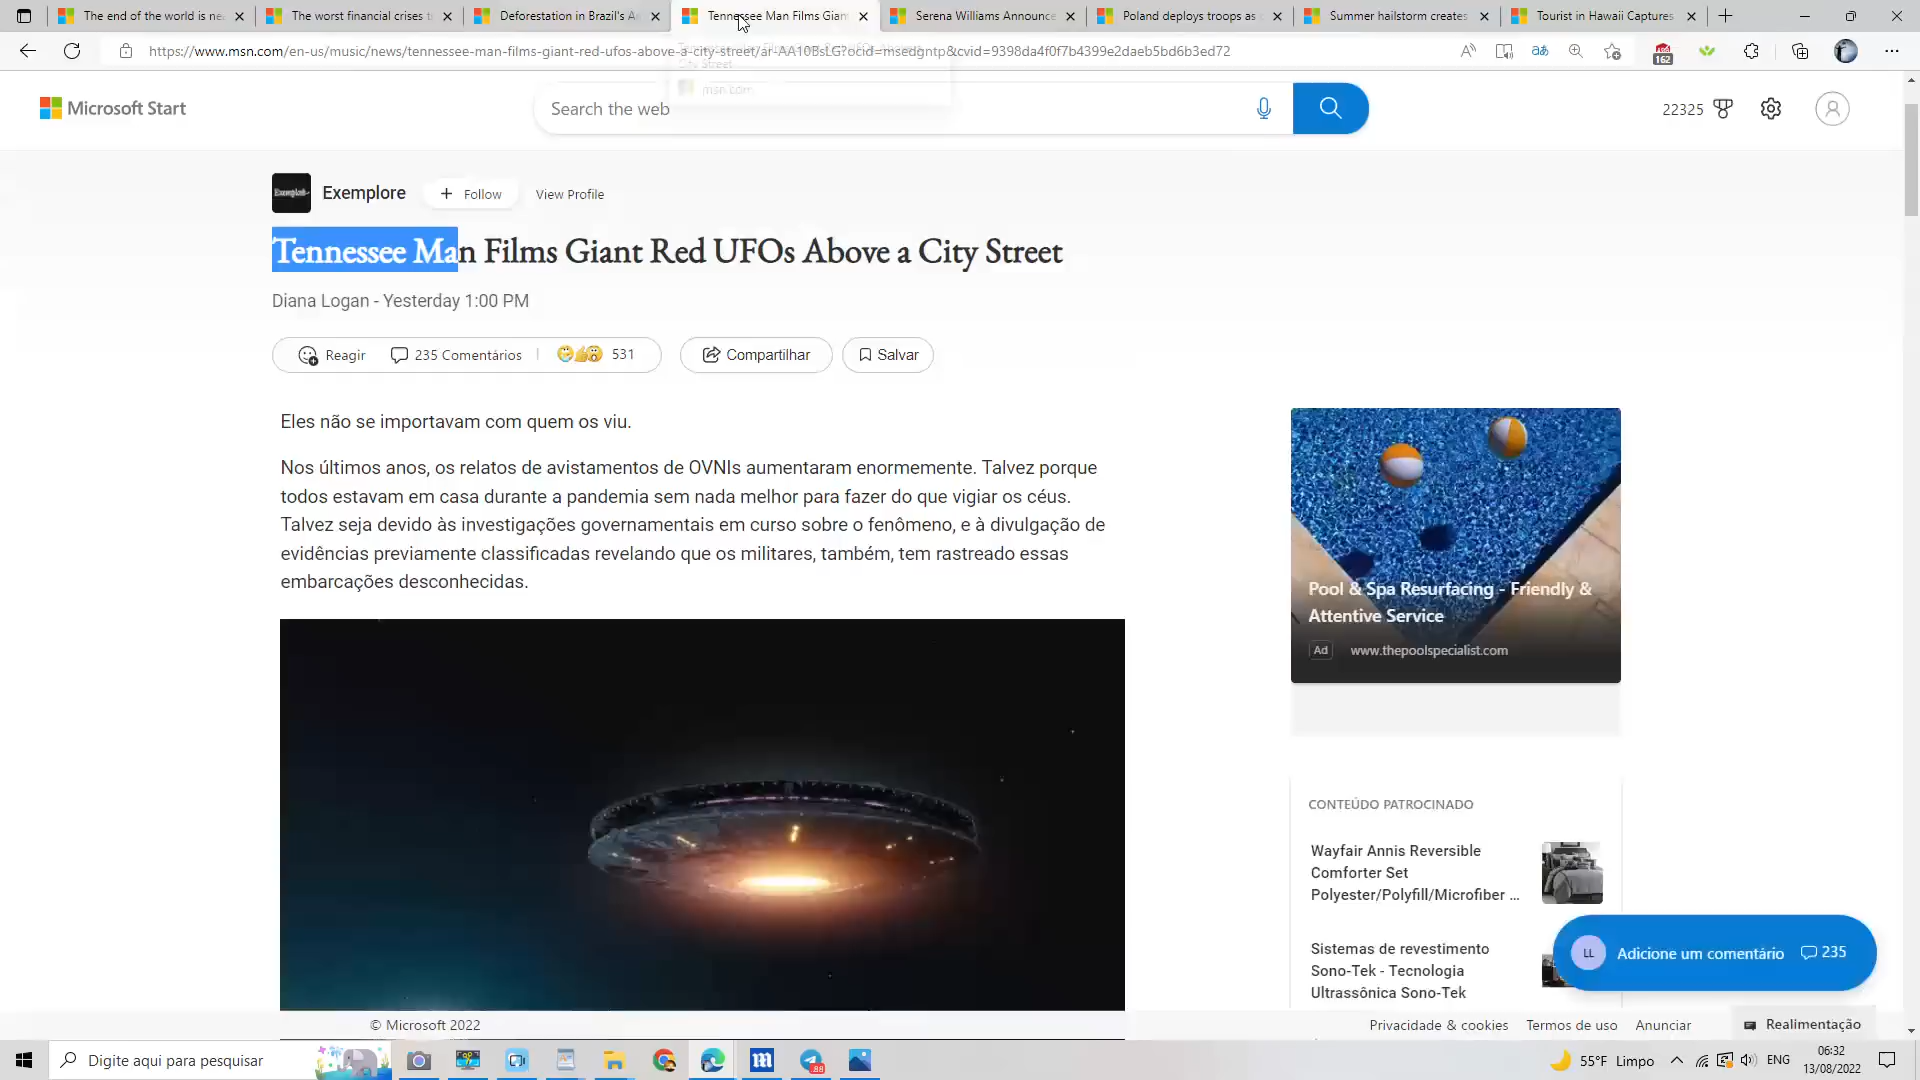 The end of the world is ne
The worst financial crises t
Deforestation in Brazil's A
Tennessee Man Films Giant
Serena Williams Announce
Poland deploys troops as
Summer hailstorm creates
Tourist in Hawaii Captures
https://www.msn.com/en-us/music/news/tennessee-man-films-giant-red-ufos-above-a-city-street/ar-AA108sLG?ocid=msedgntp&cvid=9398da4f0f7b4399e2daeb5bd6b3ed72
162
City Street
msn.com
Microsoft Start
Search the web
22325
Exemplore
Exemplore
Follow
View Profile
Tennessee Man Films Giant Red UFOs Above a City Street
Diana Logan - Yesterday 1:00 PM
Reagir
235 Comentários
531
Compartilhar
Salvar
Eles não se importavam com quem os viu.
Nos últimos anos, os relatos de avistamentos de OVNIs aumentaram enormemente. Talvez porque
todos estavam em casa durante a pandemia sem nada melhor para fazer do que vigiar os céus.
Talvez seja devido às investigações governamentais em curso sobre o fenômeno, e à divulgação de
evidências previamente classificadas revelando que os militares, também, tem rastreado essas
embarcações desconhecidas.
Pool & Spa Resurfacing - Friendly &
Attentive Service
Ad www.thepoolspecialist.com
CONTEÚDO PATROCINADO
Wayfair Annis Reversible
Comforter Set
Polyester/Polyfill/Microfiber ...
Sistemas de revestimento
Sono-Tek - Tecnologia
Ultrassônica Sono-Tek
LL Adicione um comentário 235
© Microsoft 2022
Privacidade & cookies
Termos de uso
Anunciar
Realimentação
Digite aqui para pesquisar
88
55°F Limpo
ENG
06:32
13/08/2022